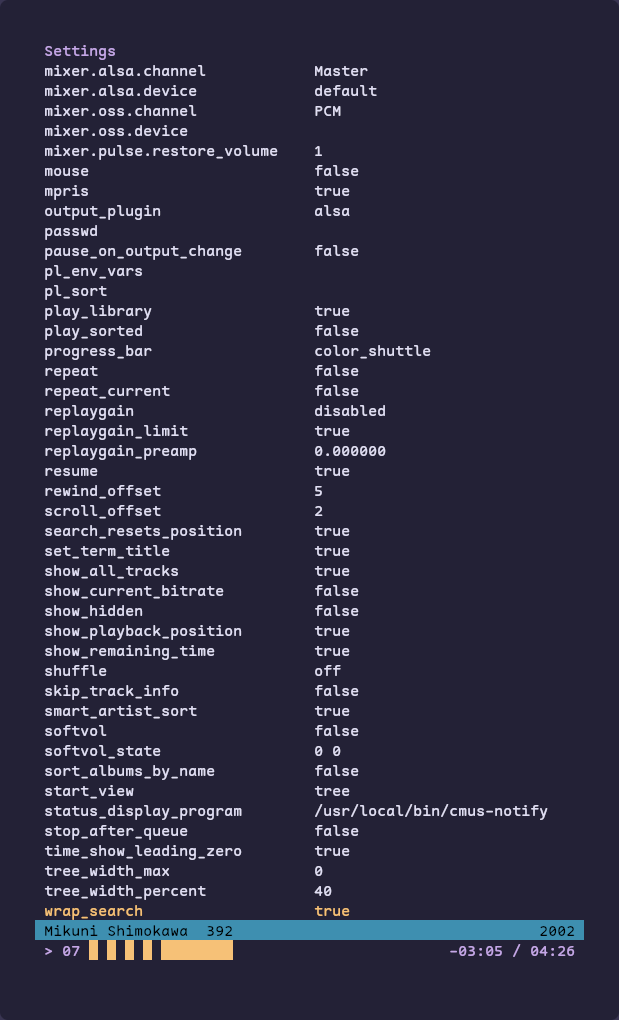 Settings
mixer.alsa.channel Master
mixer.alsa.device default
mixer.oss.channel PCM
mixer.oss.device
mixer.pulse.restore_volume 1
mouse false
mpris true
output_plugin alsa
passwd
pause_on_output_change false
pl_env_vars
pl_sort
play_library true
play_sorted false
progress_bar color_shuttle
repeat false
repeat_current false
replaygain disabled
replaygain_limit true
replaygain_preamp 0.000000
resume true
rewind_offset 5
scroll_offset 2
search_resets_position true
set_term_title true
show_all_tracks true
show_current_bitrate false
show_hidden false
show_playback_position true
show_remaining_time true
shuffle off
skip_track_info false
smart_artist_sort true
softvol false
softvol_state 0 0
sort_albums_by_name false
start_view tree
status_display_program /usr/local/bin/cmus-notify
stop_after_queue false
time_show_leading_zero true
tree_width_max 0
tree_width_percent 40
wrap_search true
Mikuni Shimokawa 392 2002
> 07 -03:05 / 04:26